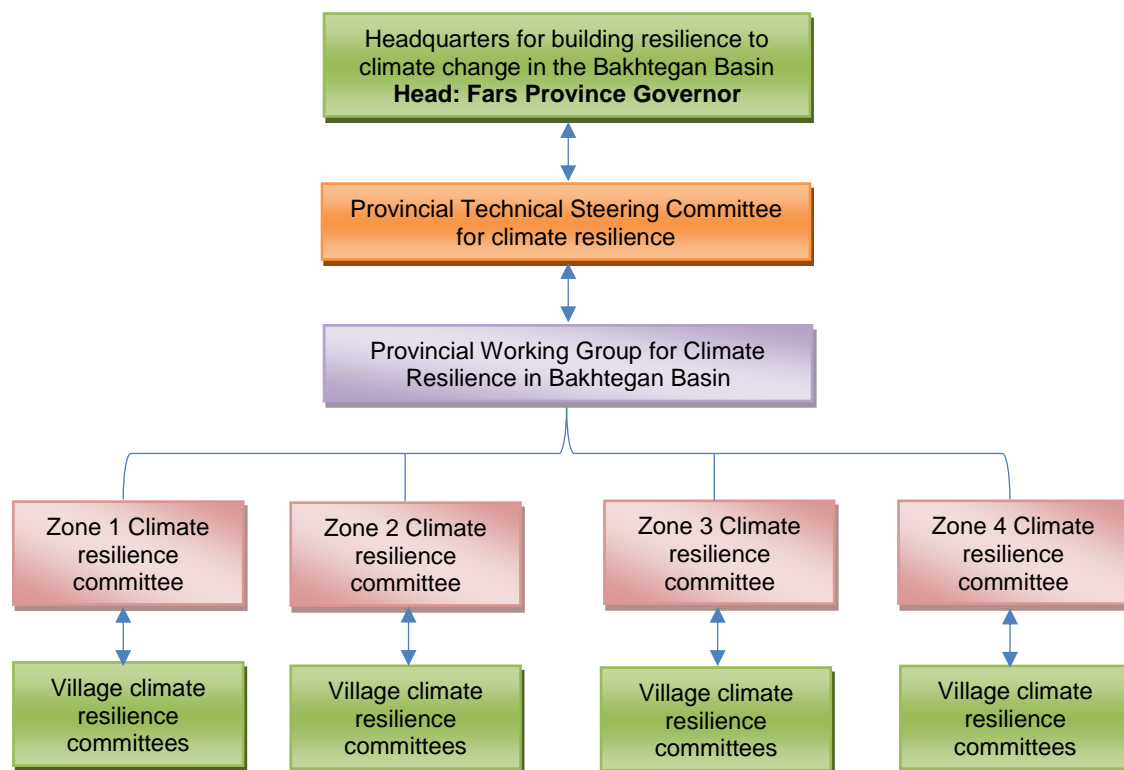 Headquarters for building resilience to
climate change in the Bakhtegan Basin
Head: Fars Province Governor
Provincial Technical Steering Committee
for climate resilience
Provincial Working Group for Climate
Resilience in Bakhtegan Basin
Zone 1 Climate
resilience
committee
Zone 2 Climate
resilience
committee
Zone 3 Climate
resilience
committee
Zone 4 Climate
resilience
committee
Village climate
resilience
committees
Village climate
resilience
committees
Village climate
resilience
committees
Village climate
resilience
committees